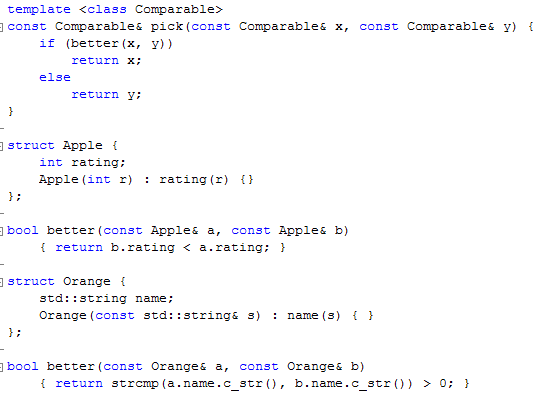 template <class Comparable>
const Comparable& pick(const Comparable& x, const Comparable& y) {
    if (better(x, y))
        return x;
    else
        return y;
}

struct Apple {
    int rating;
    Apple(int r) : rating(r) {}
};

bool better(const Apple& a, const Apple& b)
    { return b.rating < a.rating; }

struct Orange {
    std::string name;
    Orange(const std::string& s) : name(s) { }
};

bool better(const Orange& a, const Orange& b)
    { return strcmp(a.name.c_str(), b.name.c_str()) > 0; }